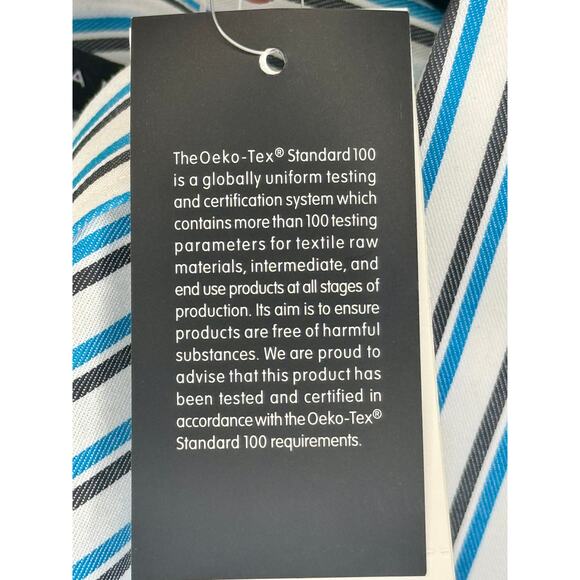 The Oeko-Tex® Standard 100
is a globally uniform testing
and certification system which
contains more than 100 testing
parameters for textile raw
materials, intermediate, and
end use products at all stages of
production. Its aim is to ensure
products are free of harmful
substances. We are proud to
advise that this product has
been tested and certified in
accordance with the Oeko-Tex®
Standard 100 requirements.